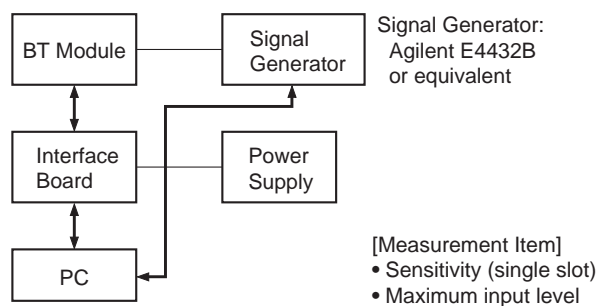 BT Module
Signal
Generator
Signal Generator:
Agilent E4432B
or equivalent
Interface
Board
Power
Supply
PC
[Measurement Item]
• Sensitivity (single slot)
• Maximum input level